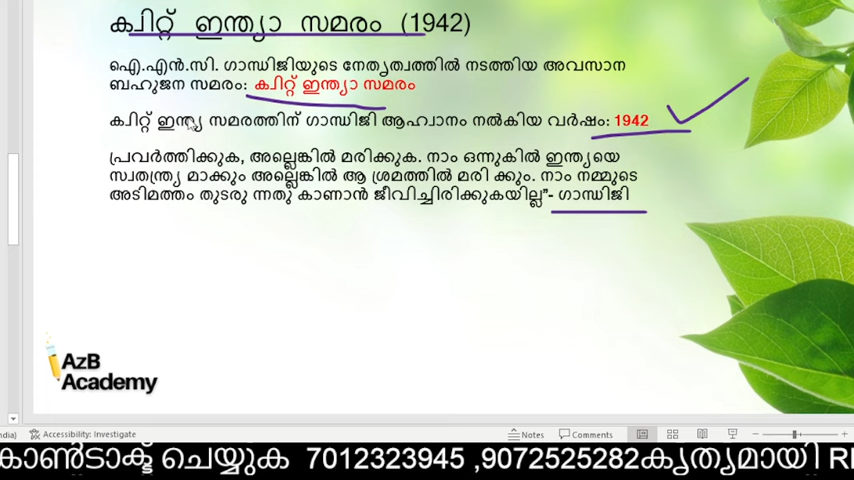 ക്വിറ്റ് ഇന്ത്യാ സമരം (1942)
ഐ.എൻ.സി. ഗാന്ധിജിയുടെ നേതൃത്വത്തിൽ നടത്തിയ അവസാന
ബഹുജന സമരം: ക്വിറ്റ് ഇന്ത്യാ സമരം
ക്വിറ്റ് ഇന്ത്യ സമരത്തിന് ഗാന്ധിജി ആഹ്വാനം നൽകിയ വർഷം: 1942
പ്രവർത്തിക്കുക, അല്ലെങ്കിൽ മരിക്കുക. നാം ഒന്നുകിൽ ഇന്ത്യയെ
സ്വതന്ത്ര്യ മാക്കും അല്ലെങ്കിൽ ആ ശ്രമത്തിൽ മരി ക്കും. നാം നമ്മുടെ
അടിമത്തം തുടരു ന്നതു കാണാൻ ജീവിച്ചിരിക്കുകയില്ല"- ഗാന്ധിജി
AzB
Academy
ndia) Accessibility: Investigate Notes Comments
കാൺടാക്ട് ചെയ്യുക 7012323945 ,9072525282കൃത്യമായി RI